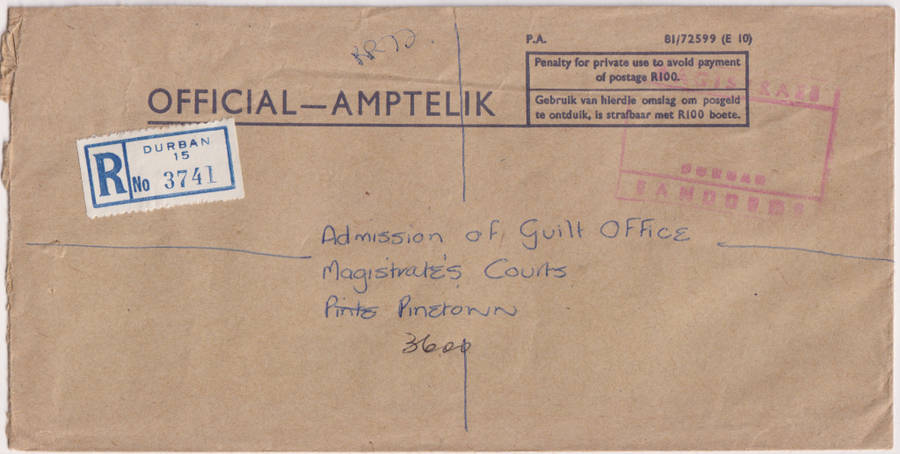 P.A. 81/72599 (E 10)
Penalty for private use to avoid payment
of postage R100.
Gebruik van hierdie omslag om posgeld
te ontduik, is strafbaar met R100 boete.
OFFICIAL—AMPTELIK
R
DURBAN
15
No 3741
DURBAN
Admission of Guilt Office
Magistrate's Courts
Pinte Pinetown
3600